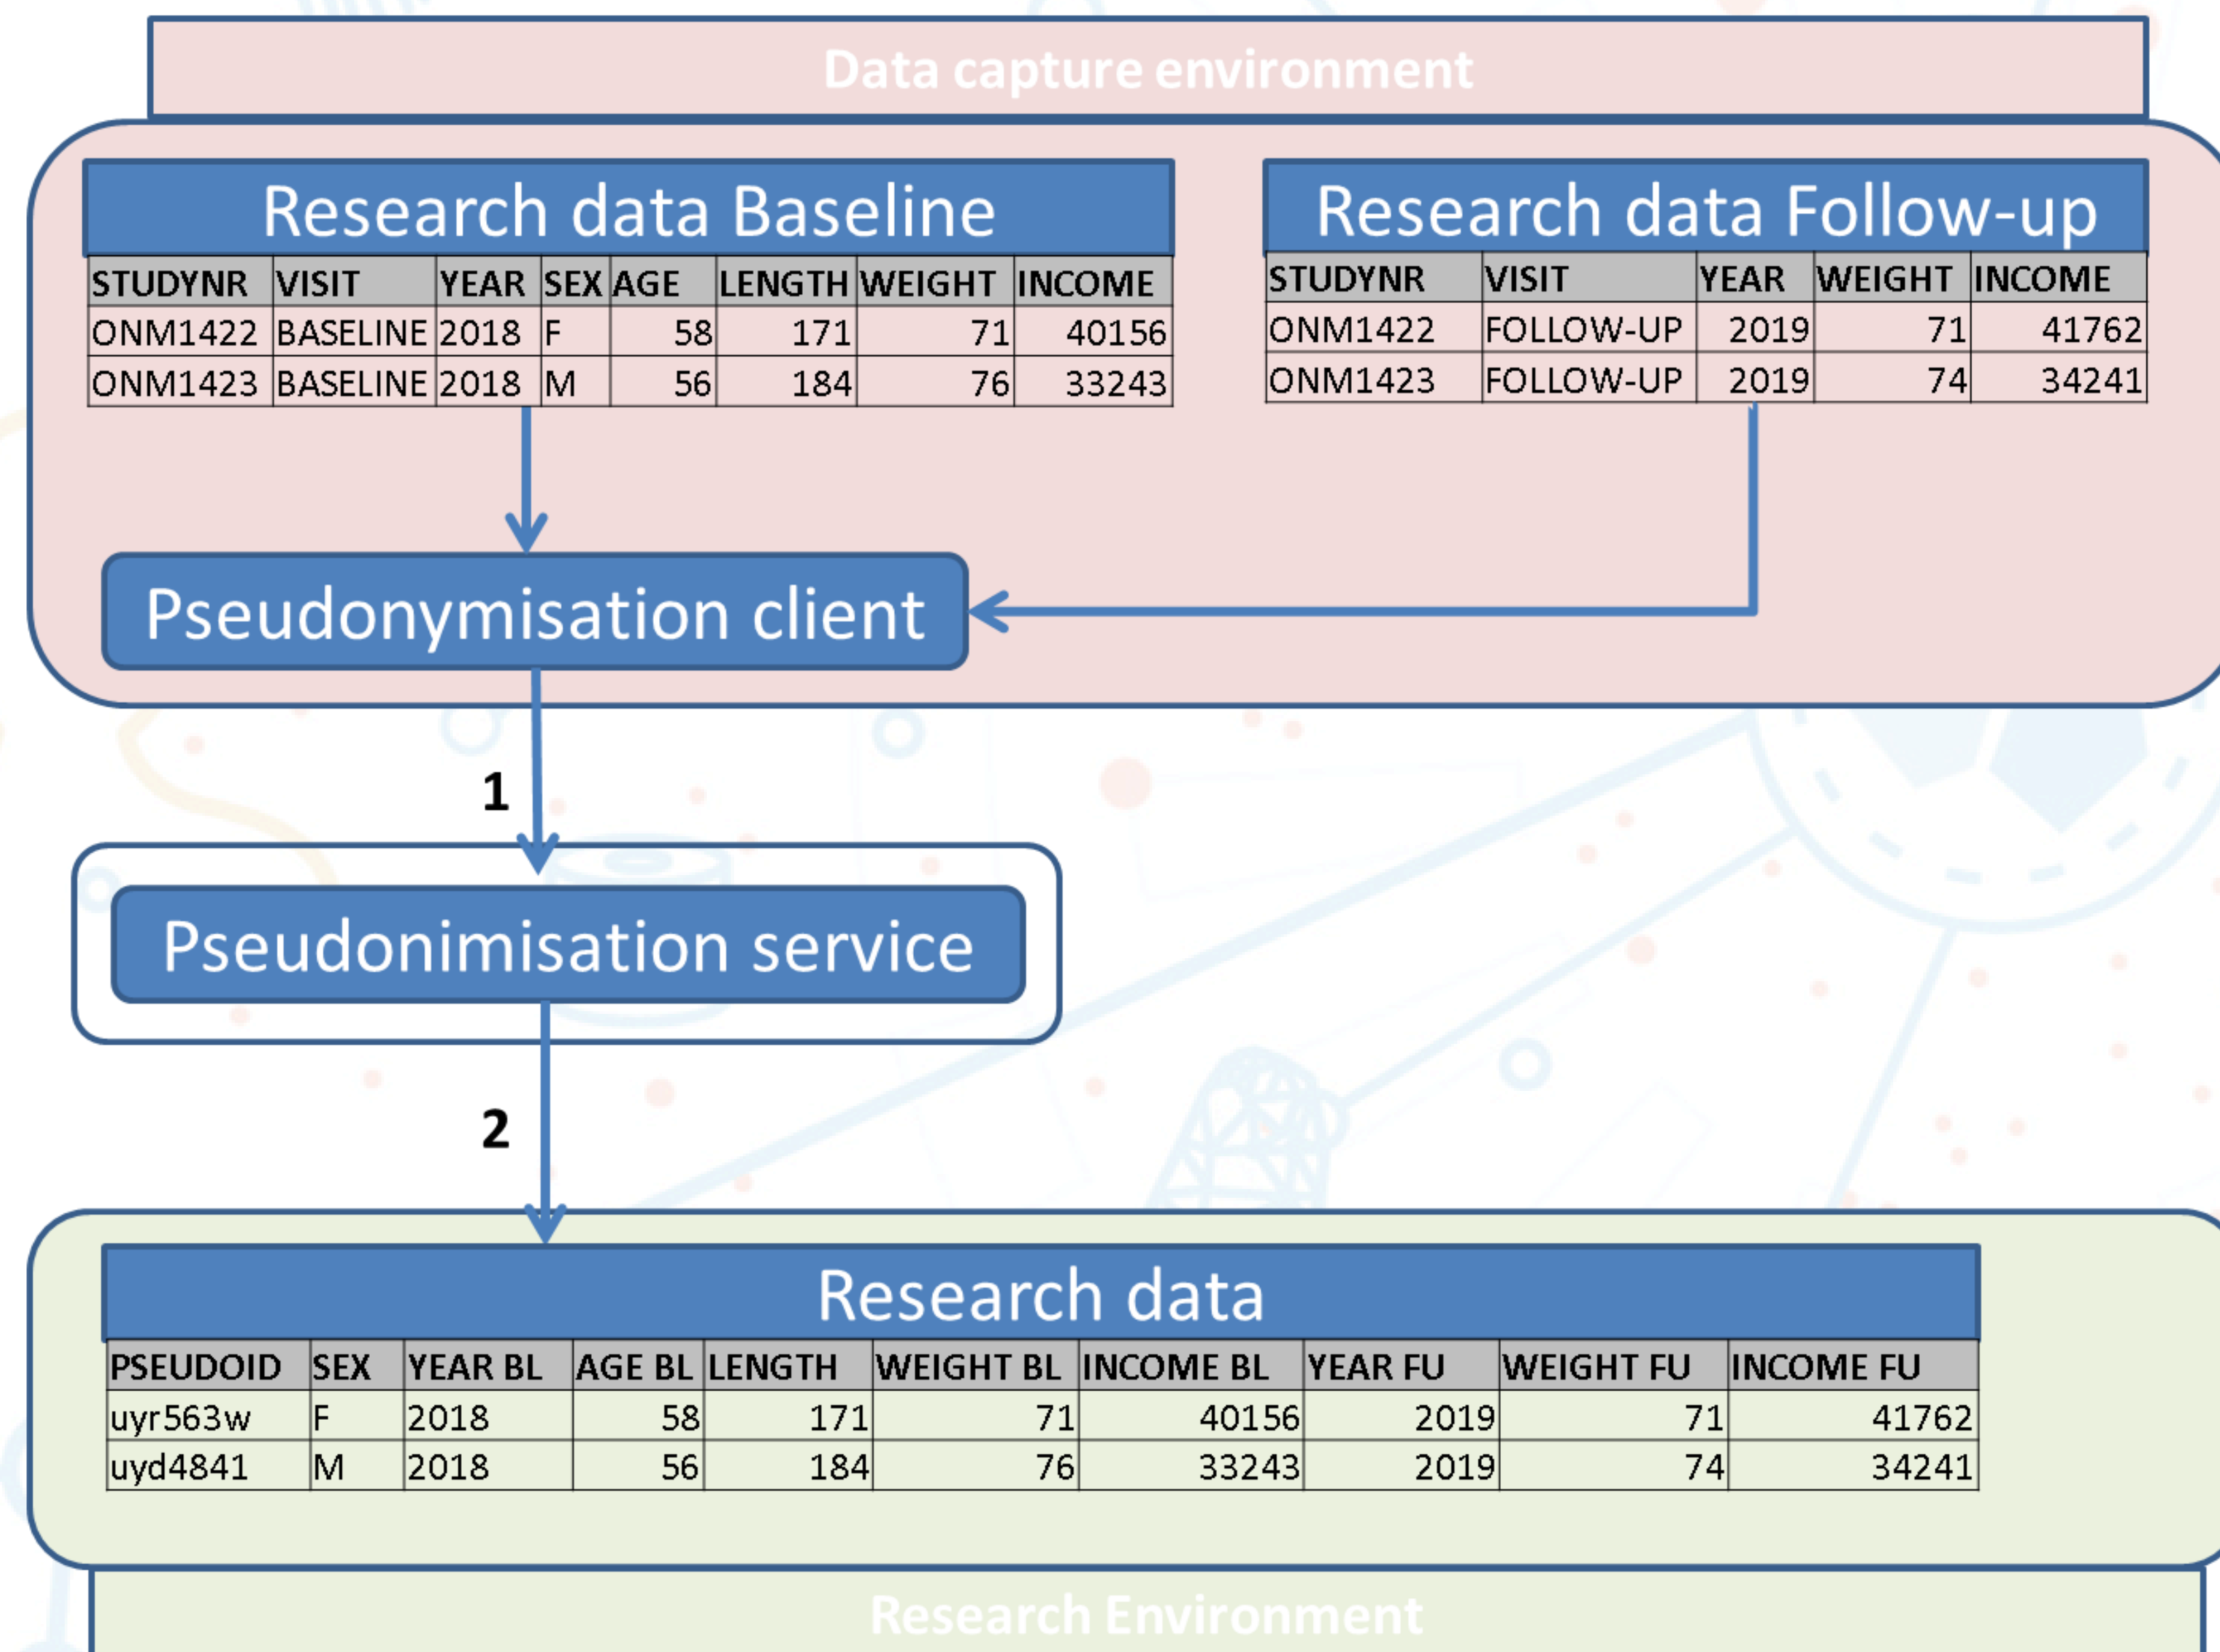 Data capture environment
Research data Baseline
STUDYNR VISIT YEAR SEX AGE LENGTH WEIGHT INCOME
ONM1422 BASELINE 2018 F 58 171 71 40156
ONM1423 BASELINE 2018 M 56 184 76 33243
Research data Follow-up
STUDYNR VISIT YEAR WEIGHT INCOME
ONM1422 FOLLOW-UP 2019 71 41762
ONM1423 FOLLOW-UP 2019 74 34241
Pseudonymisation client
1
Pseudonimisation service
2
Research data
PSEUDOID SEX YEAR BL AGE BL LENGTH WEIGHT BL INCOME BL YEAR FU WEIGHT FU INCOME FU
uyr563w F 2018 58 171 71 40156 2019 71 41762
uyd4841 M 2018 56 184 76 33243 2019 74 34241
Research Environment